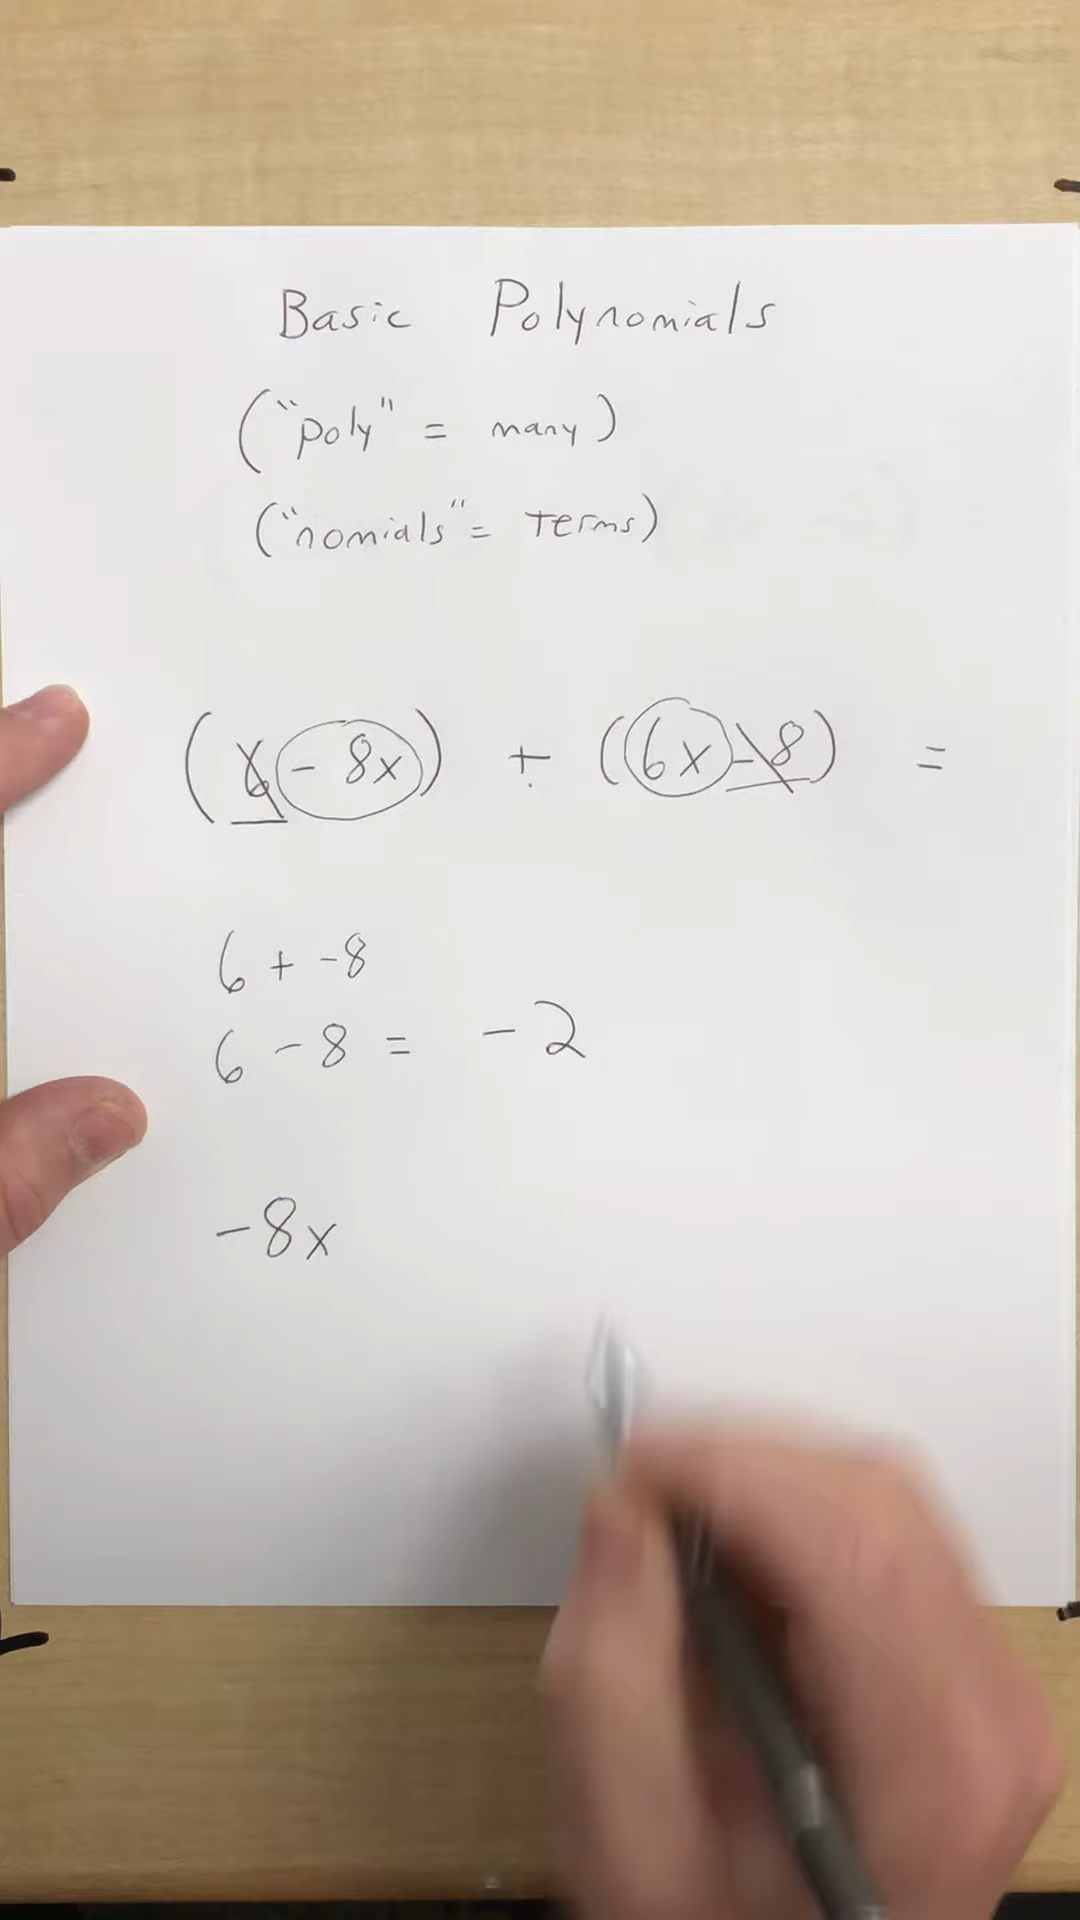 Basic Polynomials
("poly" = many)
("nomials" = terms)
(6 - 8x) + (6x - 8) =
6 + -8
6 - 8 = -2
-8x